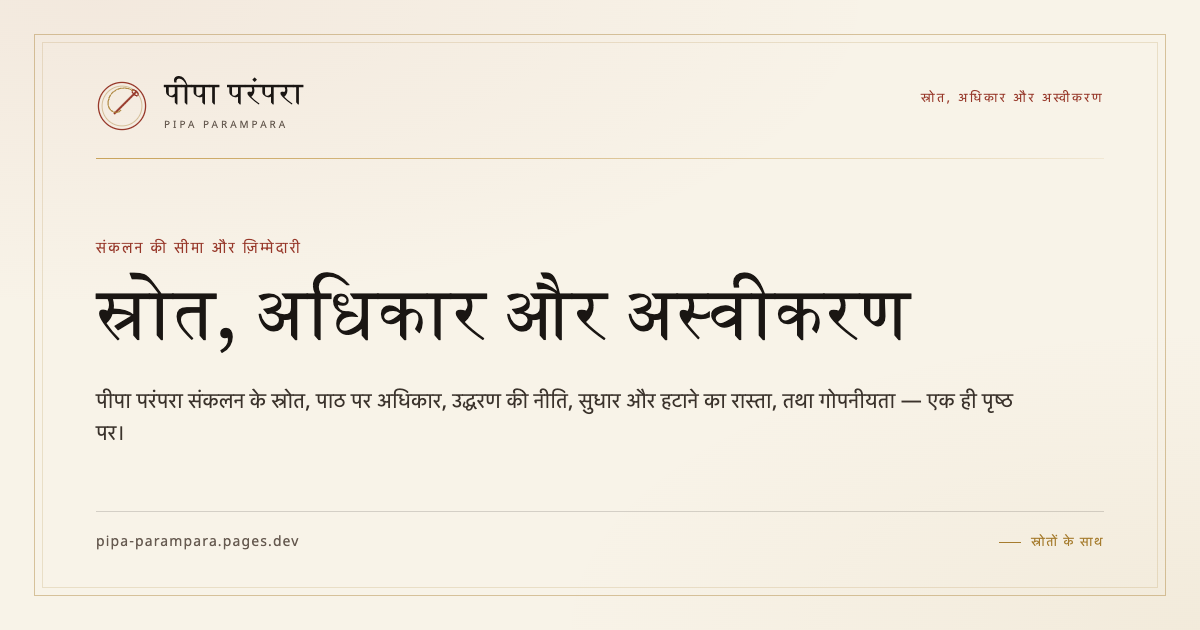 पीपा परंपरा
PIPA PARAMPARA
स्रोत, अधिकार और अस्वीकरण
संकलन की सीमा और ज़िम्मेदारी
स्रोत, अधिकार और अस्वीकरण
पीपा परंपरा संकलन के स्रोत, पाठ पर अधिकार, उद्धरण की नीति, सुधार और हटाने का रास्ता, तथा गोपनीयता — एक ही पृष्ठ
पर।
pipa-parampara.pages.dev
स्रोतों के साथ